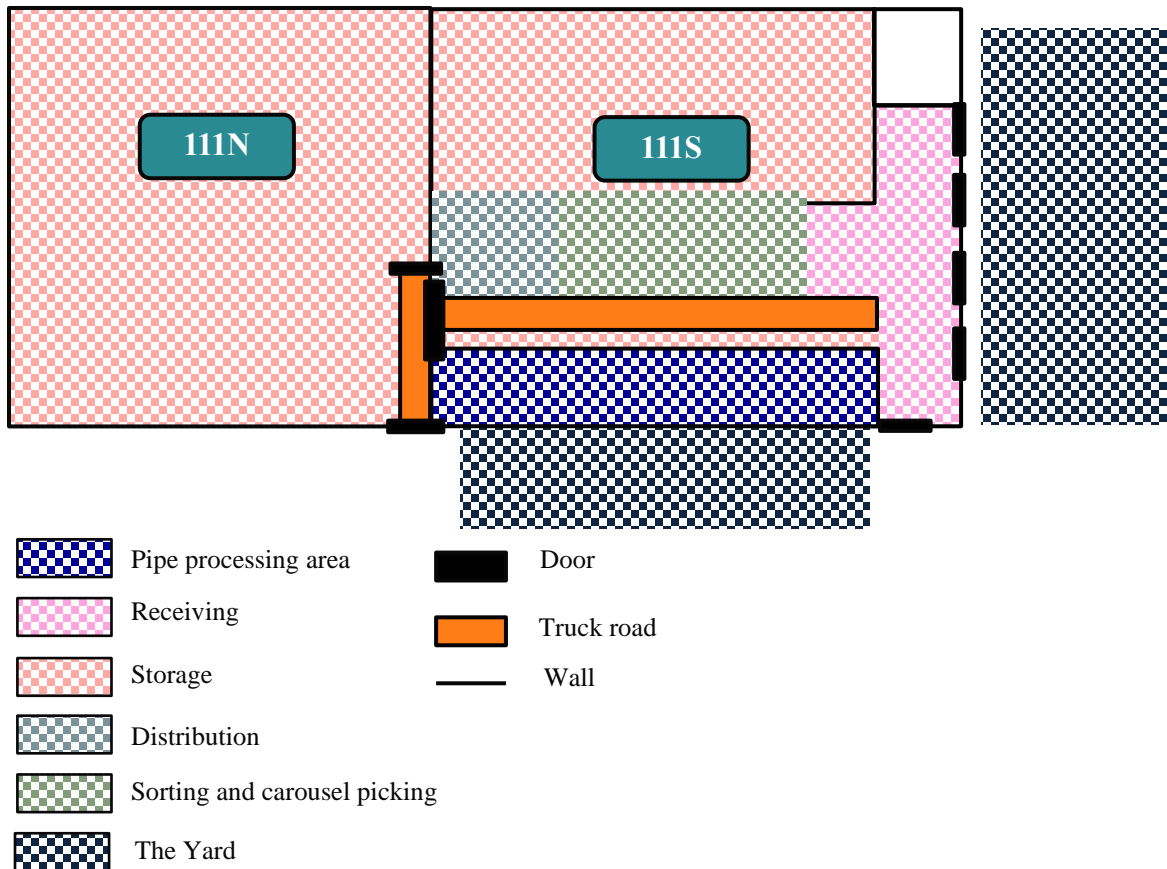 111N
111S
Pipe processing area
Door
Receiving
Truck road
Storage
Wall
Distribution
Sorting and carousel picking
The Yard